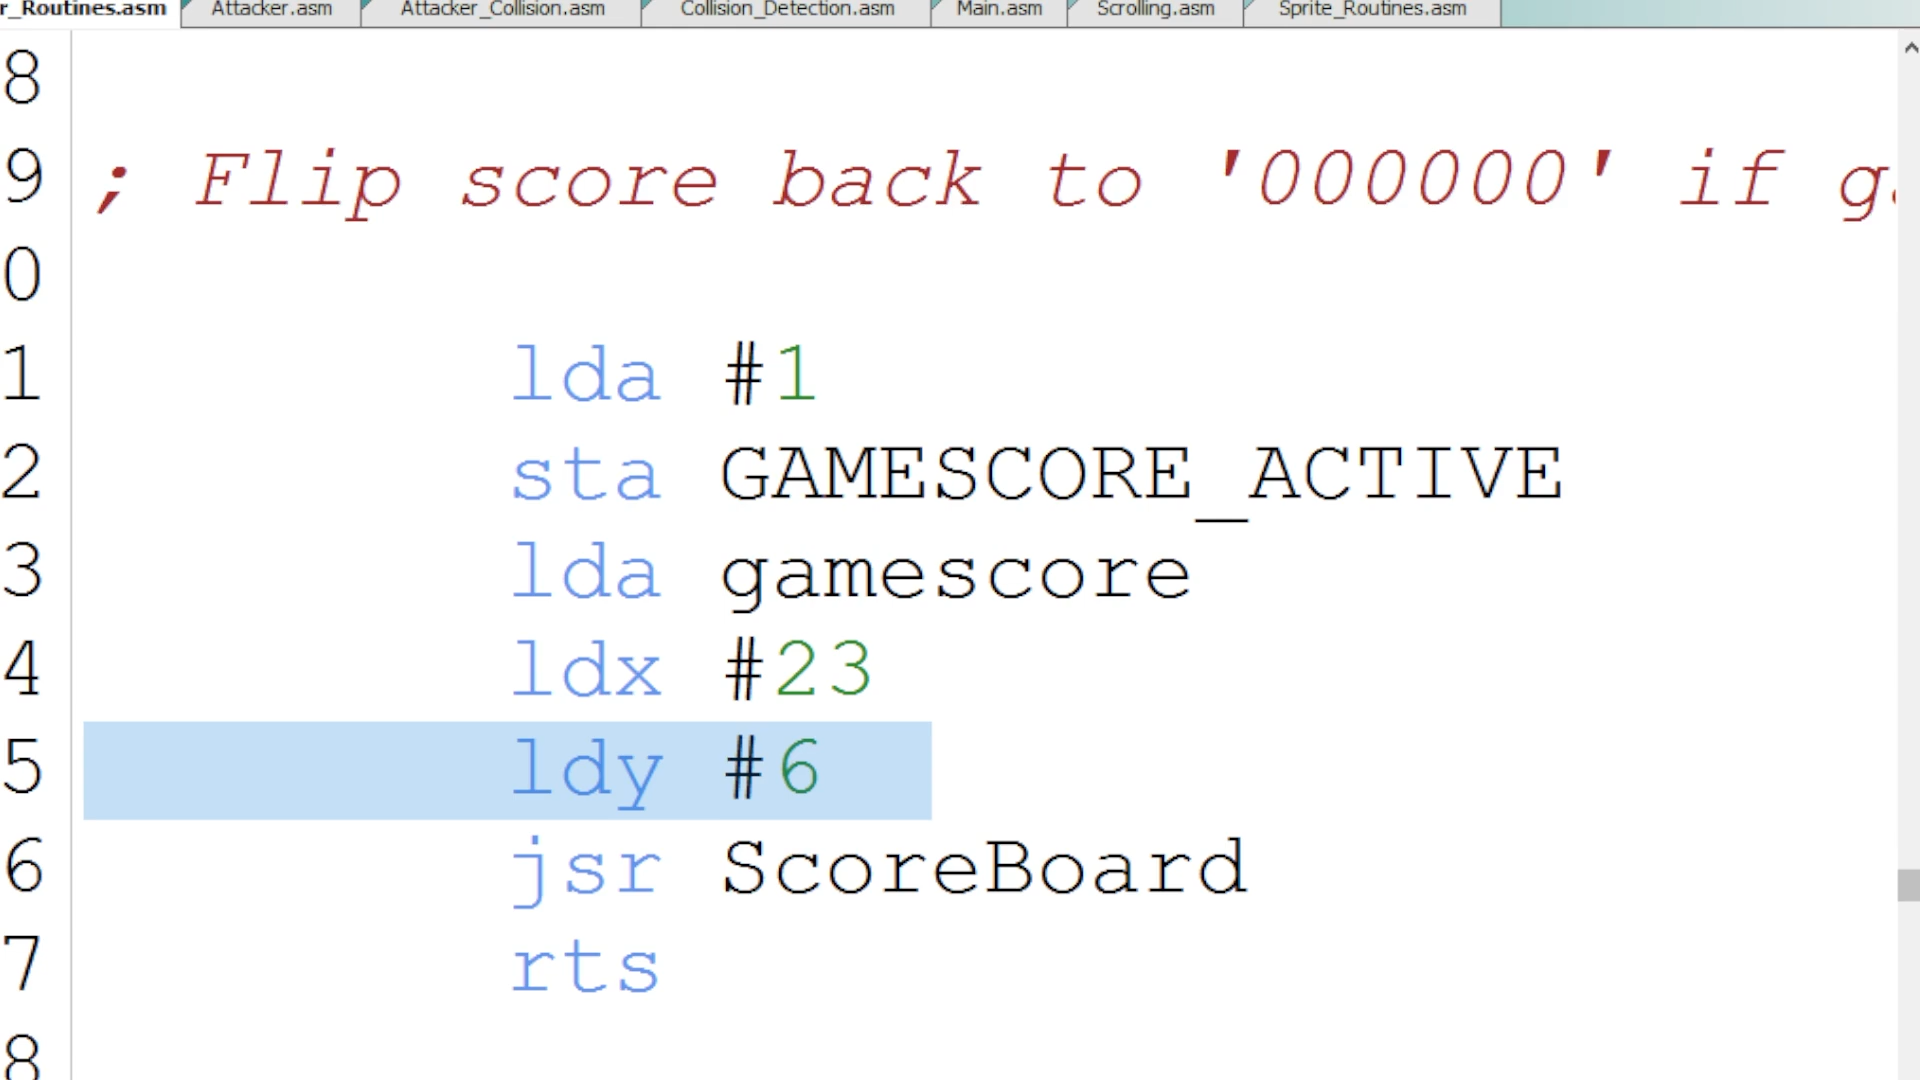 r_Routines.asm Attacker.asm Attacker_Collision.asm Collision_Detection.asm Main.asm Scrolling.asm Sprite_Routines.asm
8
9 ; Flip score back to '000000' if
0
1 lda #1
2 sta GAMESCORE_ACTIVE
3 lda gamescore
4 ldx #23
5 ldy #6
6 jsr ScoreBoard
7 rts
8